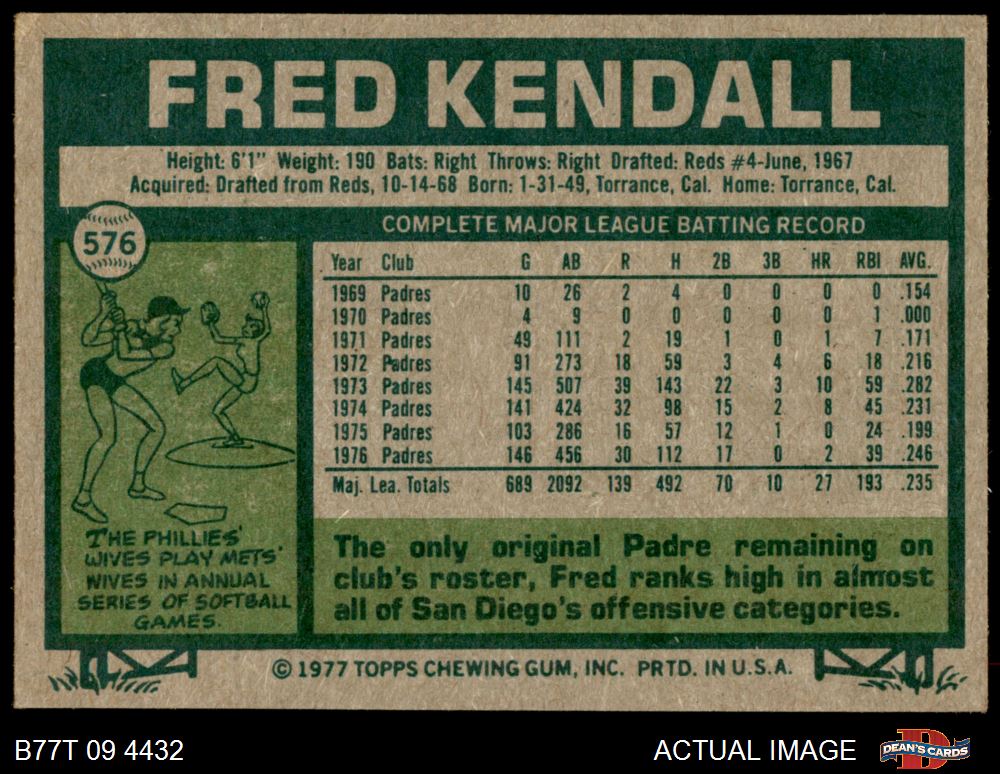 FRED KENDALL
Height: 6'1" Weight: 190 Bats: Right Throws: Right Drafted: Reds #4-June, 1967
Acquired: Drafted from Reds, 10-14-68 Born: 1-31-49, Torrance, Cal. Home: Torrance, Cal.
576
COMPLETE MAJOR LEAGUE BATTING RECORD
Year Club G AB R H 2B 3B HR RBI AVG.
1969 Padres 10 26 2 4 0 0 0 0 .154
1970 Padres 4 9 0 0 0 0 0 1 .000
1971 Padres 49 111 2 19 1 0 1 7 .171
1972 Padres 91 273 18 59 3 4 6 18 .216
1973 Padres 145 507 39 143 22 3 10 59 .282
1974 Padres 141 424 32 98 15 2 8 45 .231
1975 Padres 103 286 16 57 12 1 0 24 .199
1976 Padres 146 456 30 112 17 0 2 39 .246
Maj. Lea. Totals 689 2092 139 492 70 10 27 193 .235
THE PHILLIES'
WIVES PLAY METS'
WIVES IN ANNUAL
SERIES OF SOFTBALL
GAMES.
The only original Padre remaining on
club's roster, Fred ranks high in almost
all of San Diego's offensive categories.
© 1977 TOPPS CHEWING GUM, INC. PRTD. IN U.S.A.
B77T 09 4432
ACTUAL IMAGE
DEAN'S CARDS